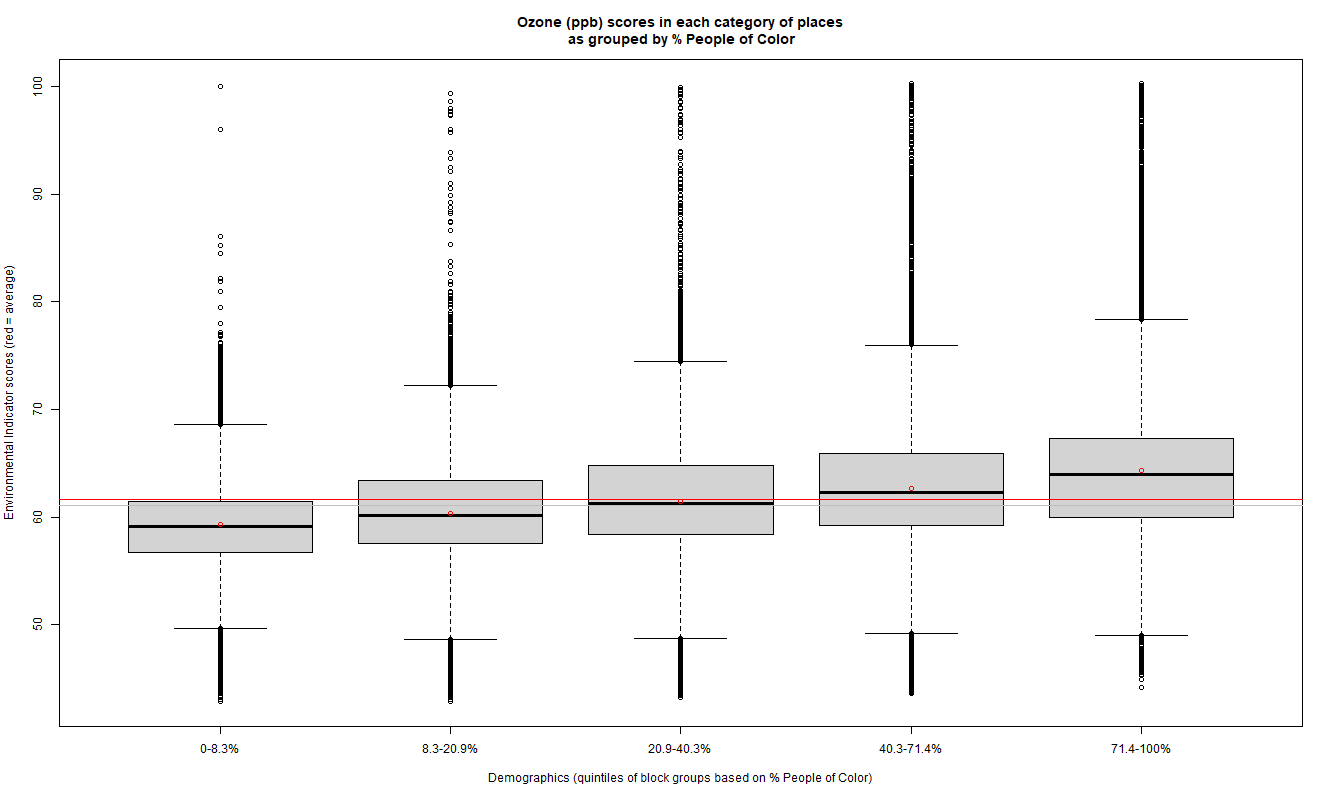 Ozone (ppb) scores in each category of places
as grouped by % People of Color
Environmental Indicator scores (red = average)
100
90
80
70
60
50
0-8.3%
8.3-20.9%
20.9-40.3%
40.3-71.4%
71.4-100%
Demographics (quintiles of block groups based on % People of Color)